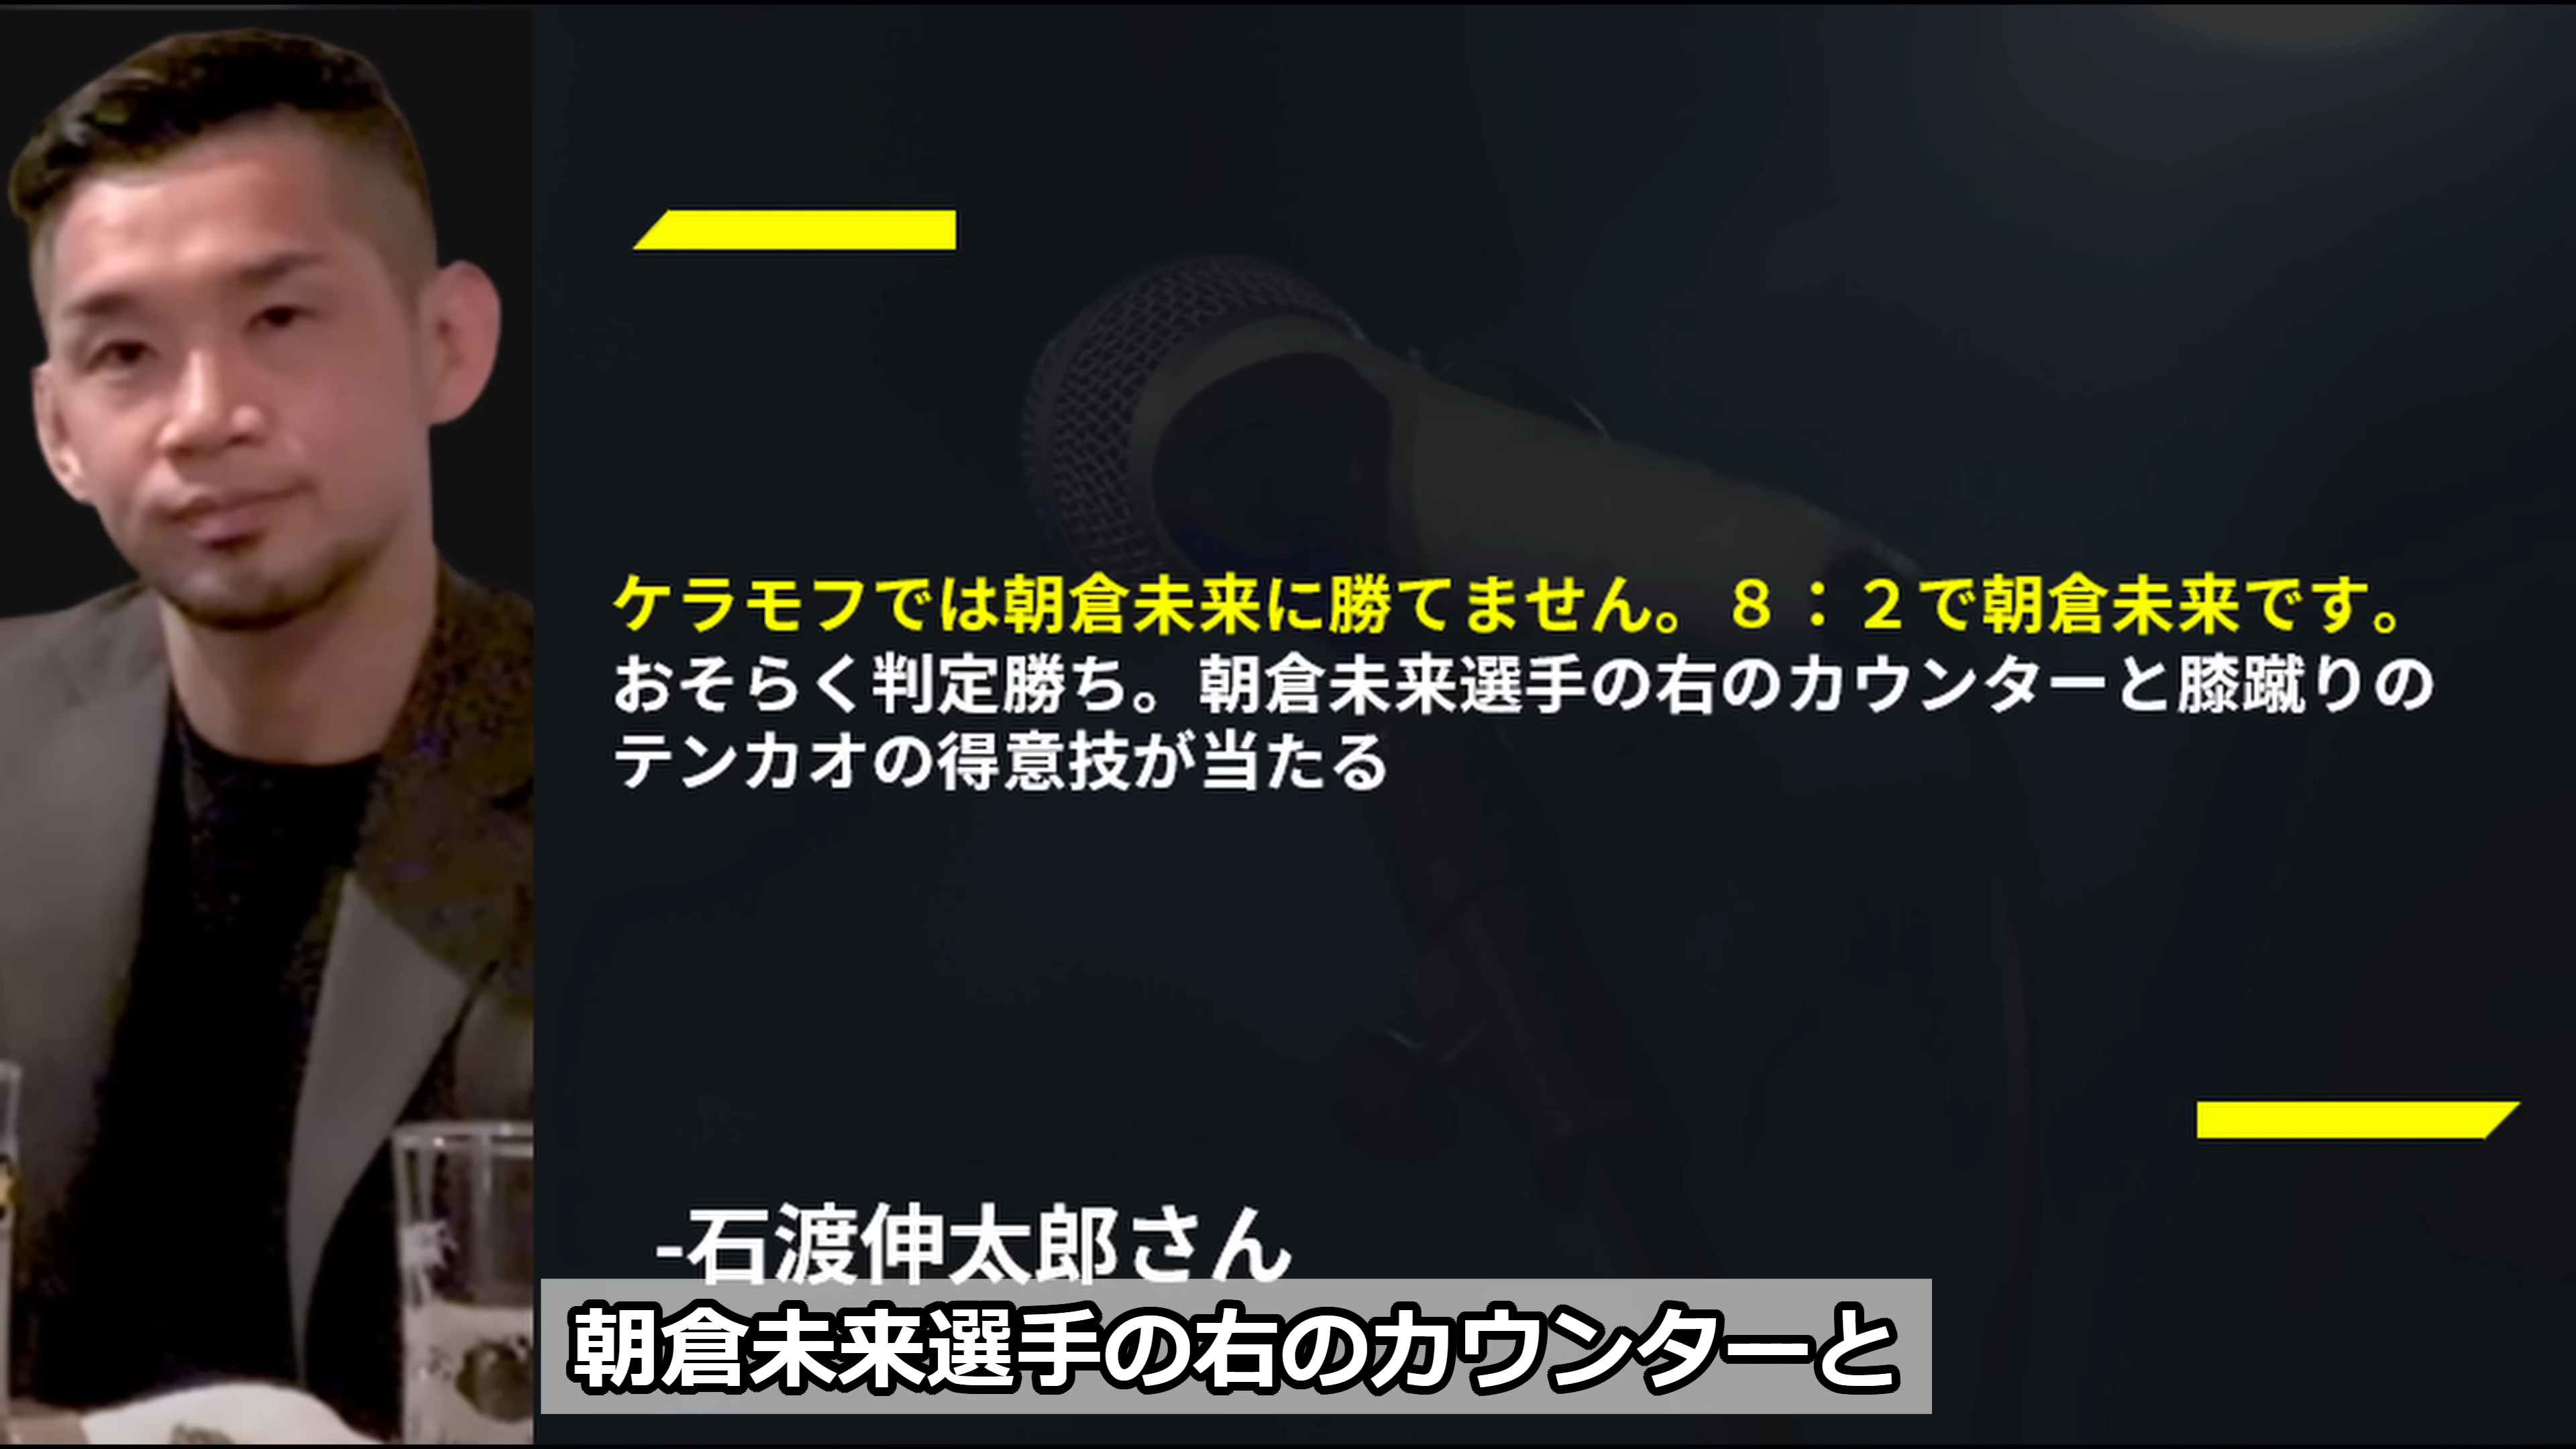 ケラモフでは朝倉未来に勝てません。８：２で朝倉未来です。
おそらく判定勝ち。朝倉未来選手の右のカウンターと膝蹴りの
テンカオの得意技が当たる
-石渡伸太郎さん
朝倉未来選手の右のカウンターと